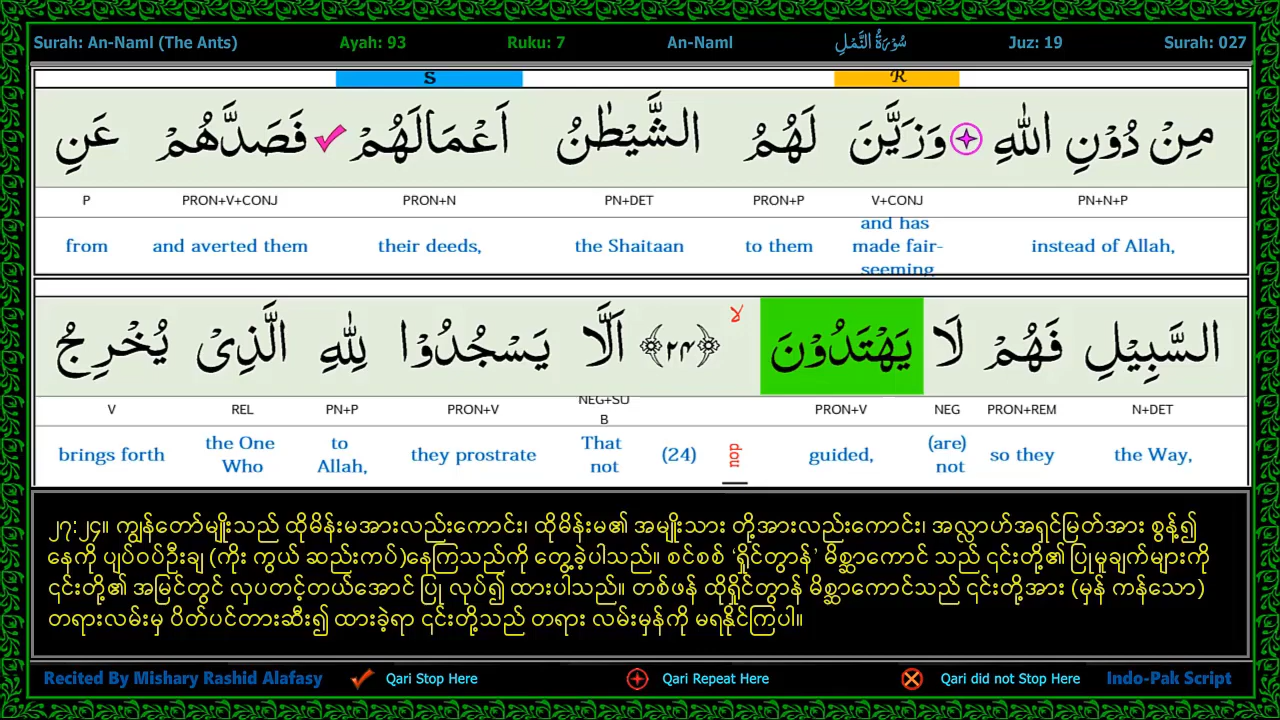 Surah: An-Naml (The Ants) Ayah: 93 Ruku: 7 An-Naml سُوْرَةُ النَّمْلِ Juz: 19 Surah: 027
S R
مِنْ دُوْنِ اللّٰهِ وَزَيَّنَ لَهُمُ الشَّيْطٰنُ اَعْمَالَهُمْ فَصَدَّهُمْ عَنِ
P PRON+V+CONJ PRON+N PN+DET PRON+P V+CONJ PN+N+P
from and averted them their deeds, the Shaitaan to them and has made fair-seeming instead of Allah,
السَّبِيْلِ فَهُمْ لَا يَهْتَدُوْنَ لا ﴿۲۴﴾ اَلَّا يَسْجُدُوْا لِلّٰهِ الَّذِيْ يُخْرِجُ
V REL PN+P PRON+V NEG+SUB PRON+V NEG PRON+REM N+DET
brings forth the One Who to Allah, they prostrate That not (24) nop guided, (are) not so they the Way,
၂၇:၂၄။ ကျွန်တော်မျိုးသည် ထိုမိန်းမအားလည်းကောင်း၊ ထိုမိန်းမ၏ အမျိုးသား တို့အားလည်းကောင်း၊ အလ္လာဟ်အရှင်မြတ်အား စွန့်၍
နေကို ပျပ်ဝပ်ဦးချ (ကိုး ကွယ် ဆည်းကပ်)နေကြသည်ကို တွေ့ခဲ့ပါသည်။ စင်စစ် ‘ရှိုင်တွာန်’ မိစ္ဆာကောင် သည် ၎င်းတို့၏ ပြုမူချက်များကို
၎င်းတို့၏ အမြင်တွင် လှပတင့်တယ်အောင် ပြု လုပ်၍ ထားပါသည်။ တစ်ဖန် ထိုရှိုင်တွာန် မိစ္ဆာကောင်သည် ၎င်းတို့အား (မှန် ကန်သော)
တရားလမ်းမှ ပိတ်ပင်တားဆီး၍ ထားခဲ့ရာ ၎င်းတို့သည် တရား လမ်းမှန်ကို မရနိုင်ကြပါ။
Recited By Mishary Rashid Alafasy Qari Stop Here Qari Repeat Here Qari did not Stop Here Indo-Pak Script